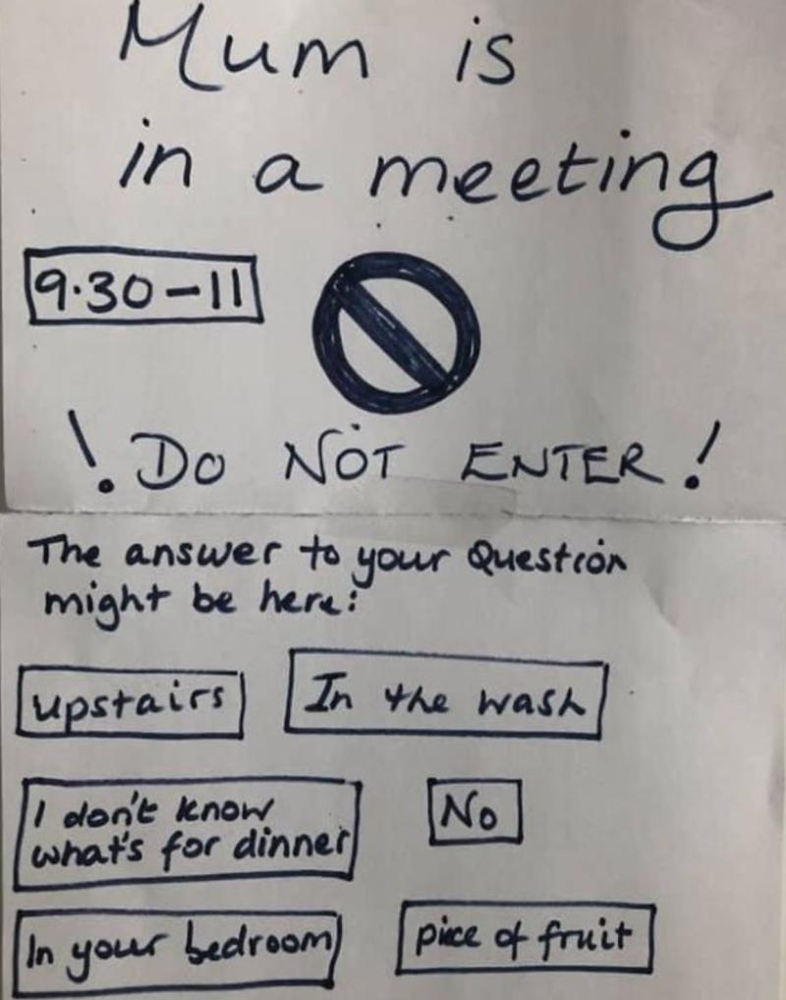 Mum is
in a meeting
9.30-11
! DO NOT ENTER !
The answer to your Question
might be here:
upstairs In the wash
I don't know
what's for dinner No
In your bedroom piece of fruit